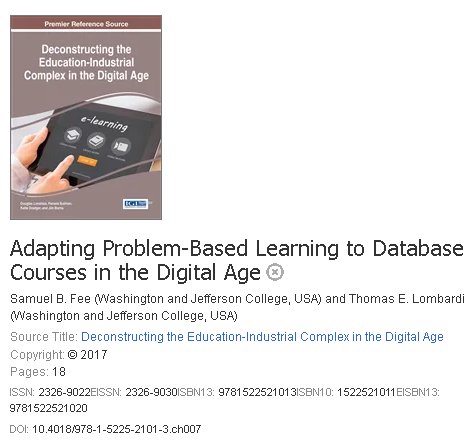 Premier Reference Source
Deconstructing the
Education-Industrial
Complex in the Digital Age
e-learning
Adapting Problem-Based Learning to Database
Courses in the Digital Age
Samuel B. Fee (Washington and Jefferson College, USA) and Thomas E. Lombardi
(Washington and Jefferson College, USA)
Source Title: Deconstructing the Education-Industrial Complex in the Digital Age
Copyright: © 2017
Pages: 18
ISSN: 2326-9022EISSN: 2326-9030ISBN13: 9781522521013ISBN10: 1522521011EISBN13:
9781522521020
DOI: 10.4018/978-1-5225-2101-3.ch007